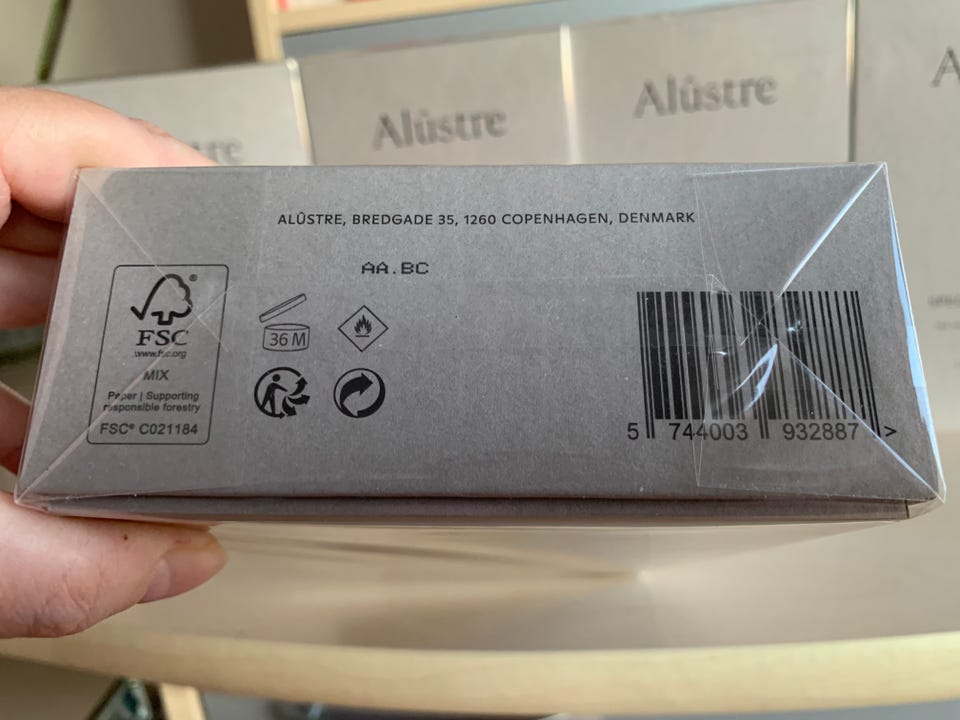 Alûstre
Alûstre
ALÛSTRE, BREDGADE 35, 1260 COPENHAGEN, DENMARK
AA.BC
FSC®
www.fsc.org
MIX
Paper | Supporting
responsible forestry
FSC® C021184
36 M
5 744003 932887 >